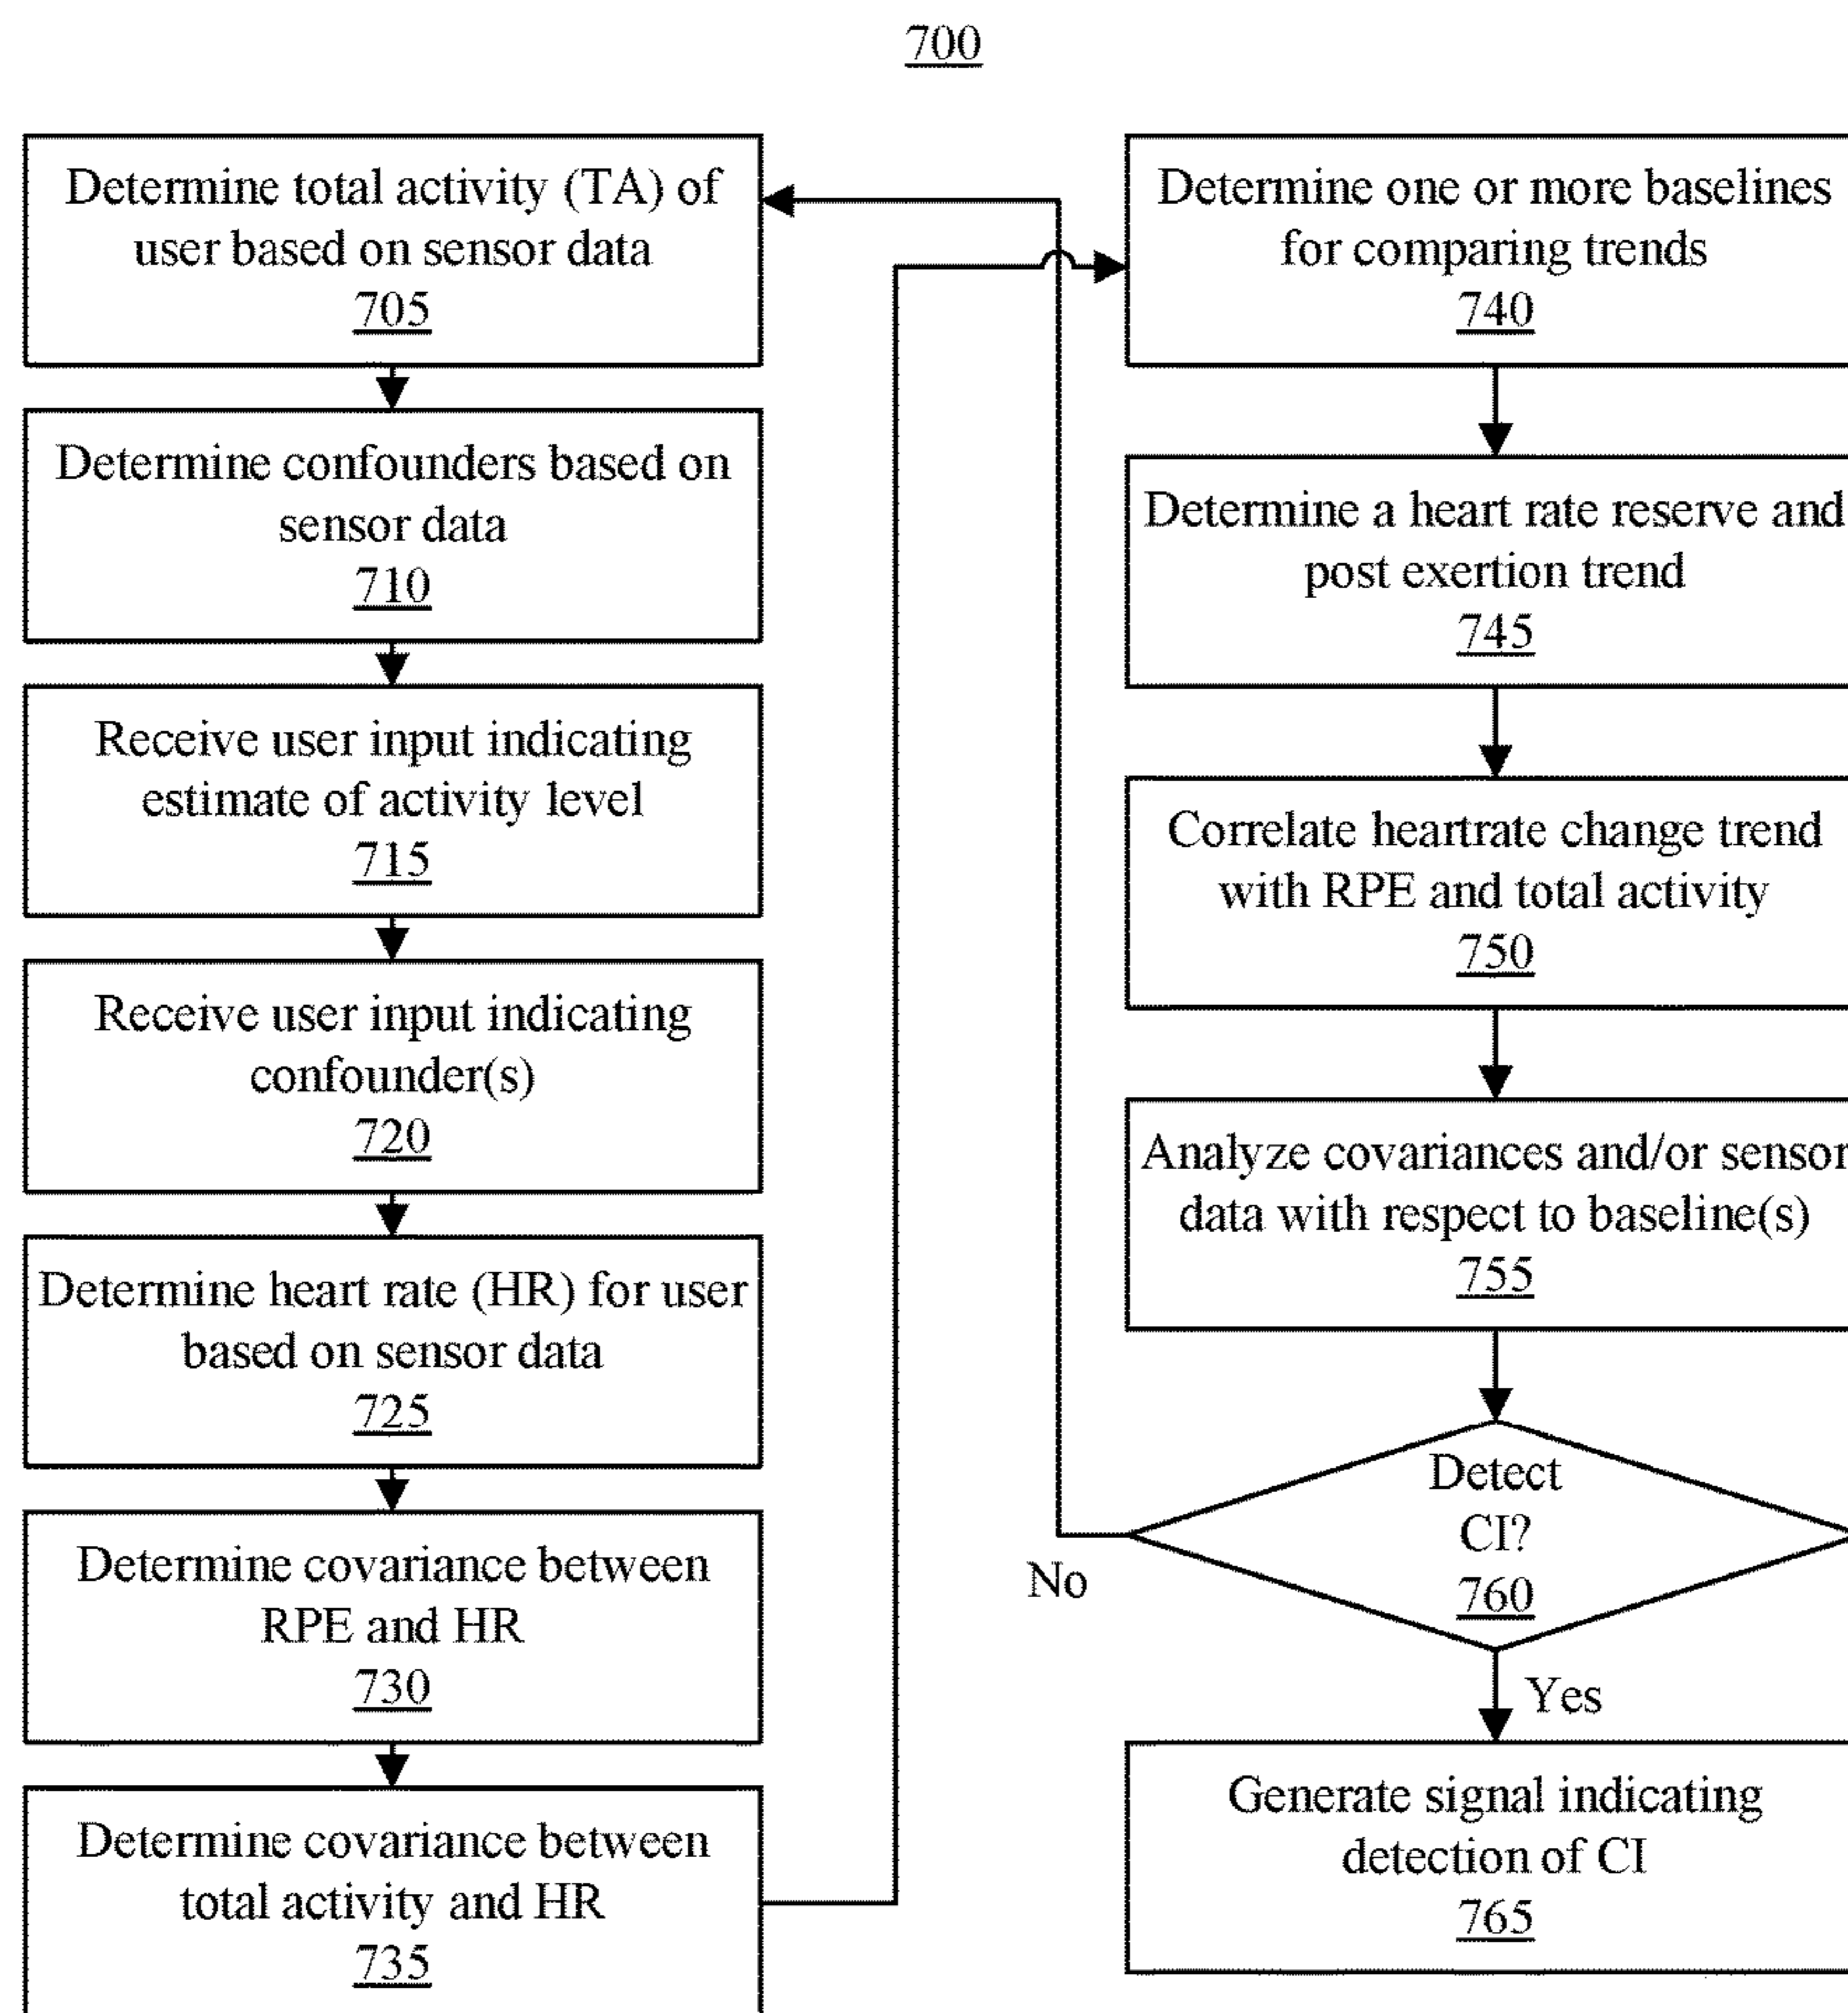 700
Determine total activity (TA) of
user based on sensor data
705
Determine confounders based on
sensor data
710
Receive user input indicating
estimate of activity level
715
Receive user input indicating
confounder(s)
720
Determine heart rate (HR) for user
based on sensor data
725
Determine covariance between
RPE and HR
730
Determine covariance between
total activity and HR
735
Determine one or more baselines
for comparing trends
740
Determine a heart rate reserve and
post exertion trend
745
Correlate heartrate change trend
with RPE and total activity
750
Analyze covariances and/or sensor
data with respect to baseline(s)
755
Detect
CI?
760
No
Yes
Generate signal indicating
detection of CI
765